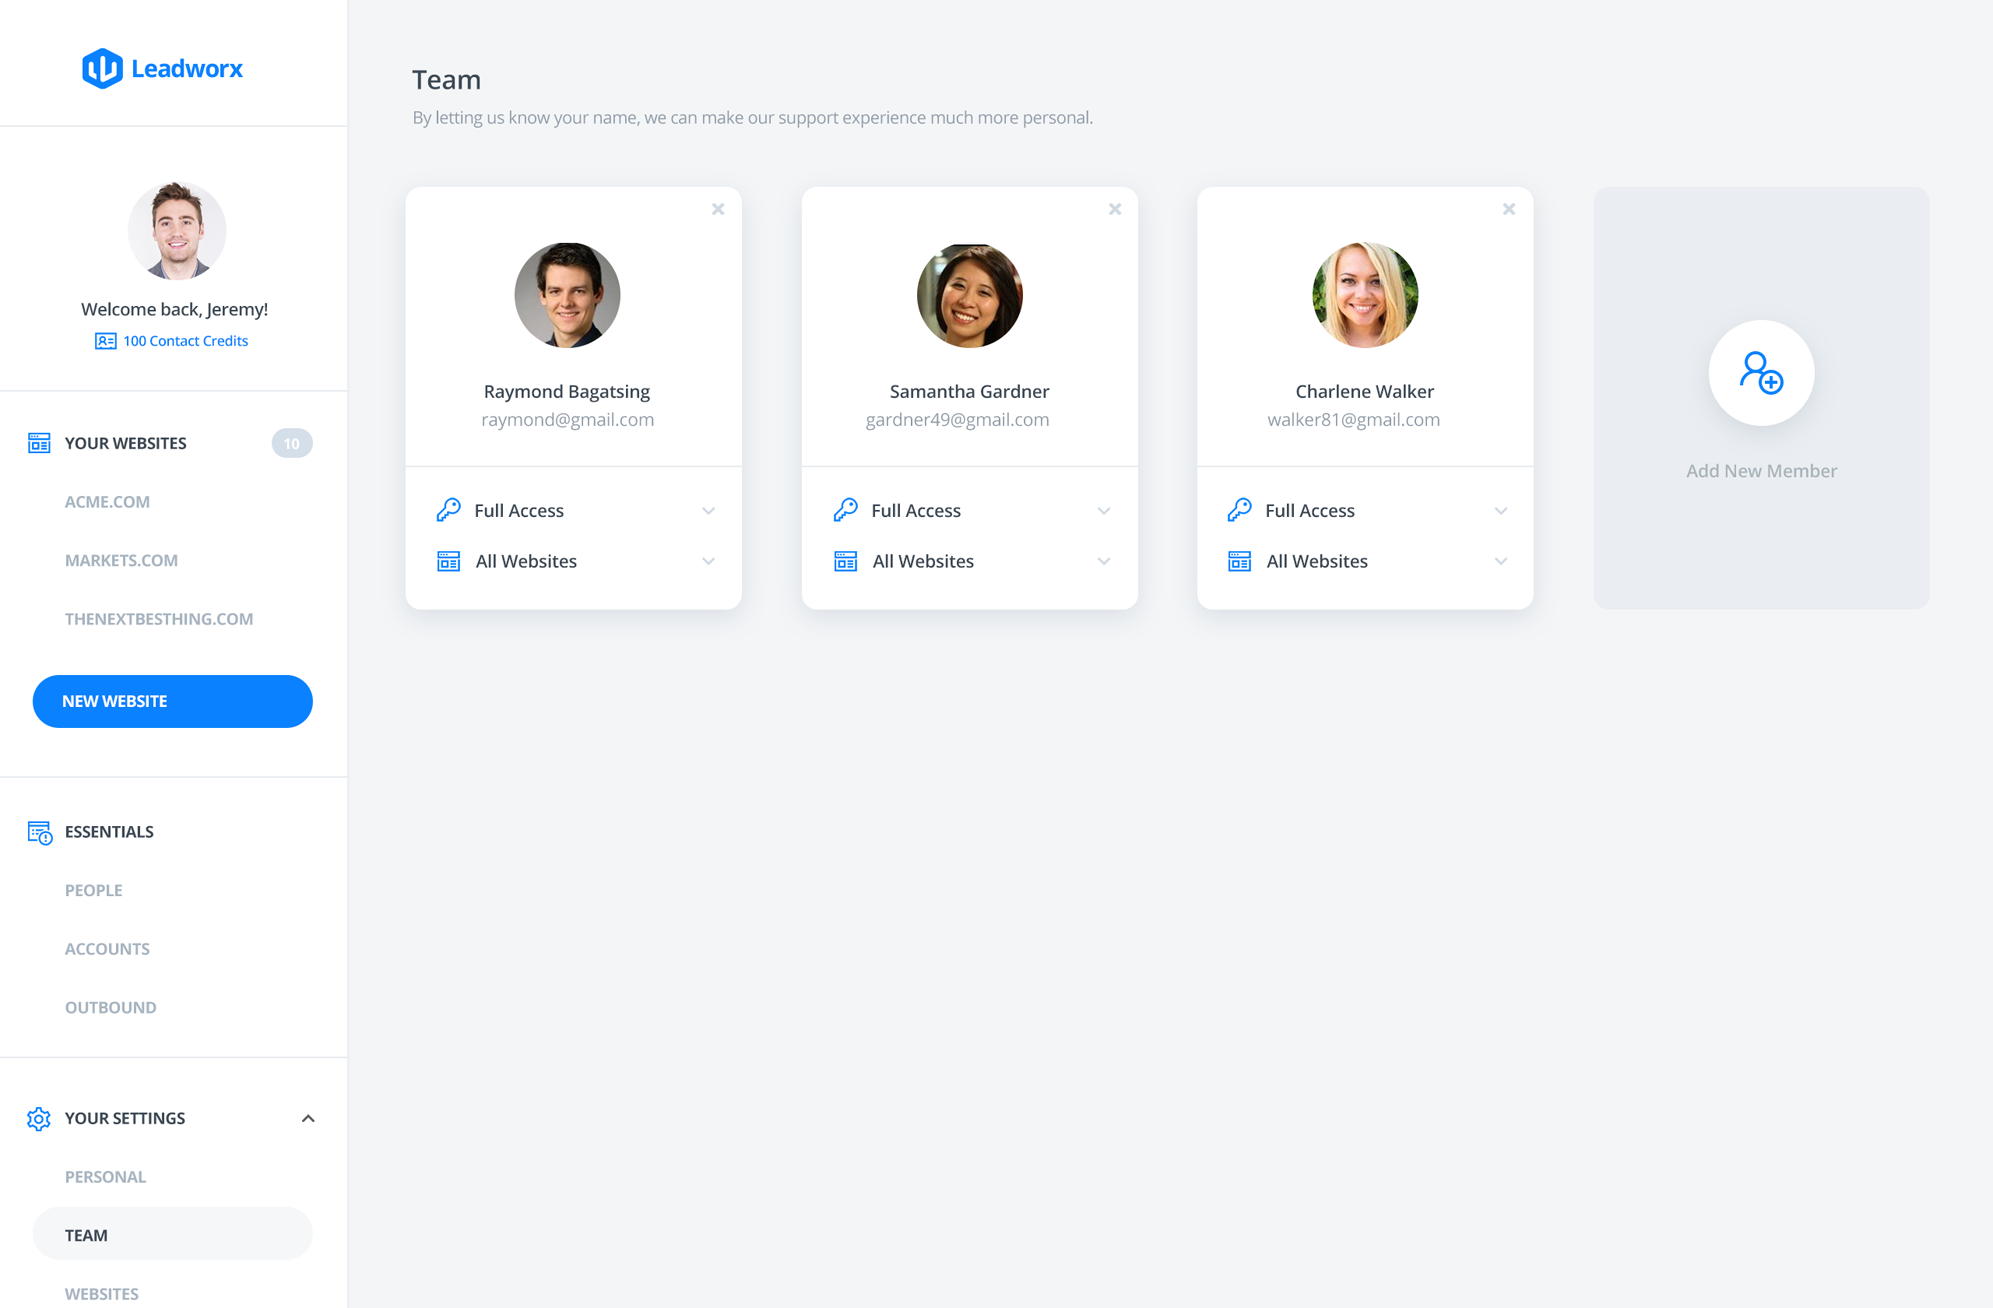 Leadworx
Welcome back, Jeremy!
100 Contact Credits
YOUR WEBSITES
10
ACME.COM
MARKETS.COM
THENEXTBESTHING.COM
NEW WEBSITE
ESSENTIALS
PEOPLE
ACCOUNTS
OUTBOUND
YOUR SETTINGS
PERSONAL
TEAM
WEBSITES
Team
By letting us know your name, we can make our support experience much more personal.
Raymond Bagatsing
raymond@gmail.com
Full Access
All Websites
Samantha Gardner
gardner49@gmail.com
Full Access
All Websites
Charlene Walker
walker81@gmail.com
Full Access
All Websites
Add New Member